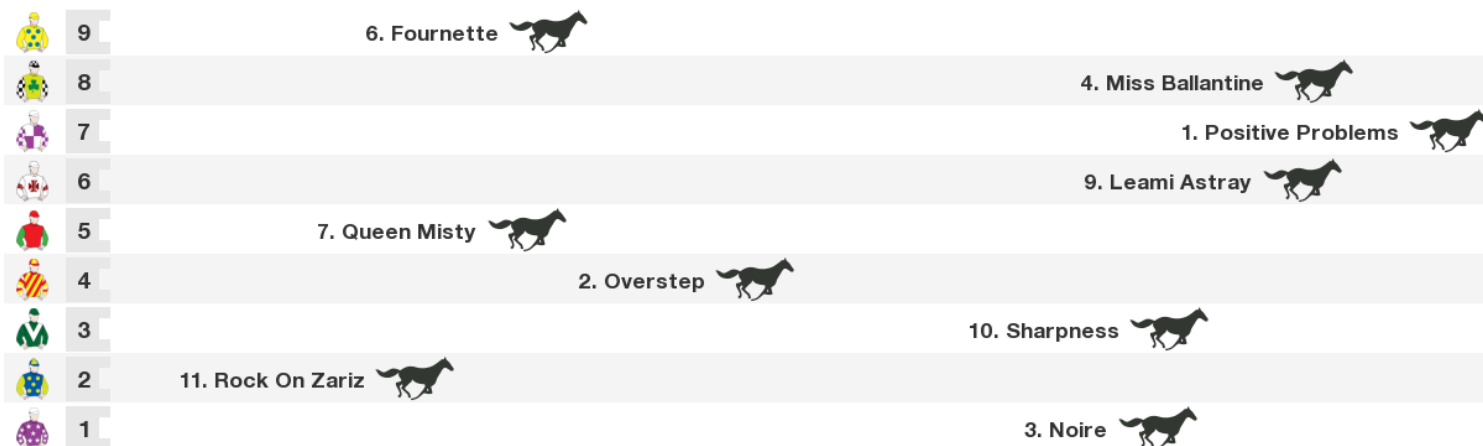 9 6. Fournette
8 4. Miss Ballantine
7 1. Positive Problems
6 9. Leami Astray
5 7. Queen Misty
4 2. Overstep
3 10. Sharpness
2 11. Rock On Zariz
1 3. Noire